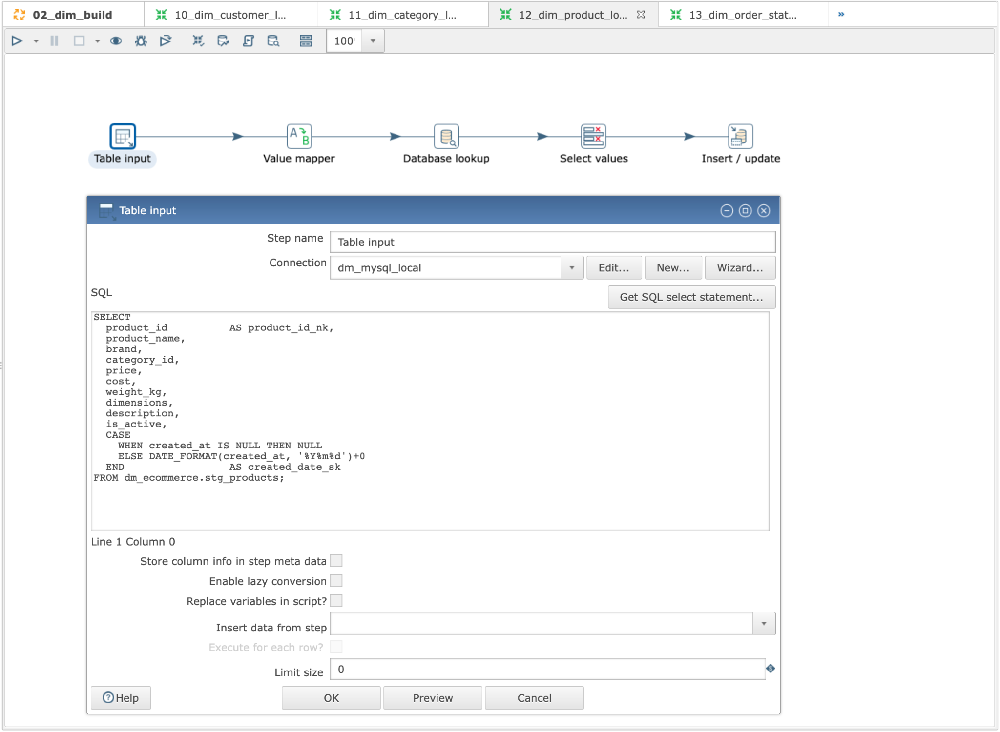 02_dim_build 10_dim_customer_l... 11_dim_category_l... 12_dim_product_lo... 13_dim_order_stat... »
100
Table input Value mapper Database lookup Select values Insert / update
Table input
Step name Table input
Connection dm_mysql_local Edit... New... Wizard...
SQL Get SQL select statement...
SELECT
  product_id          AS product_id_nk,
  product_name,
  brand,
  category_id,
  price,
  cost,
  weight_kg,
  dimensions,
  description,
  is_active,
  CASE
    WHEN created_at IS NULL THEN NULL
    ELSE DATE_FORMAT(created_at, '%Y%m%d')+0
  END                 AS created_date_sk
FROM dm_ecommerce.stg_products;
Line 1 Column 0
Store column info in step meta data
Enable lazy conversion
Replace variables in script?
Insert data from step
Execute for each row?
Limit size 0
Help OK Preview Cancel